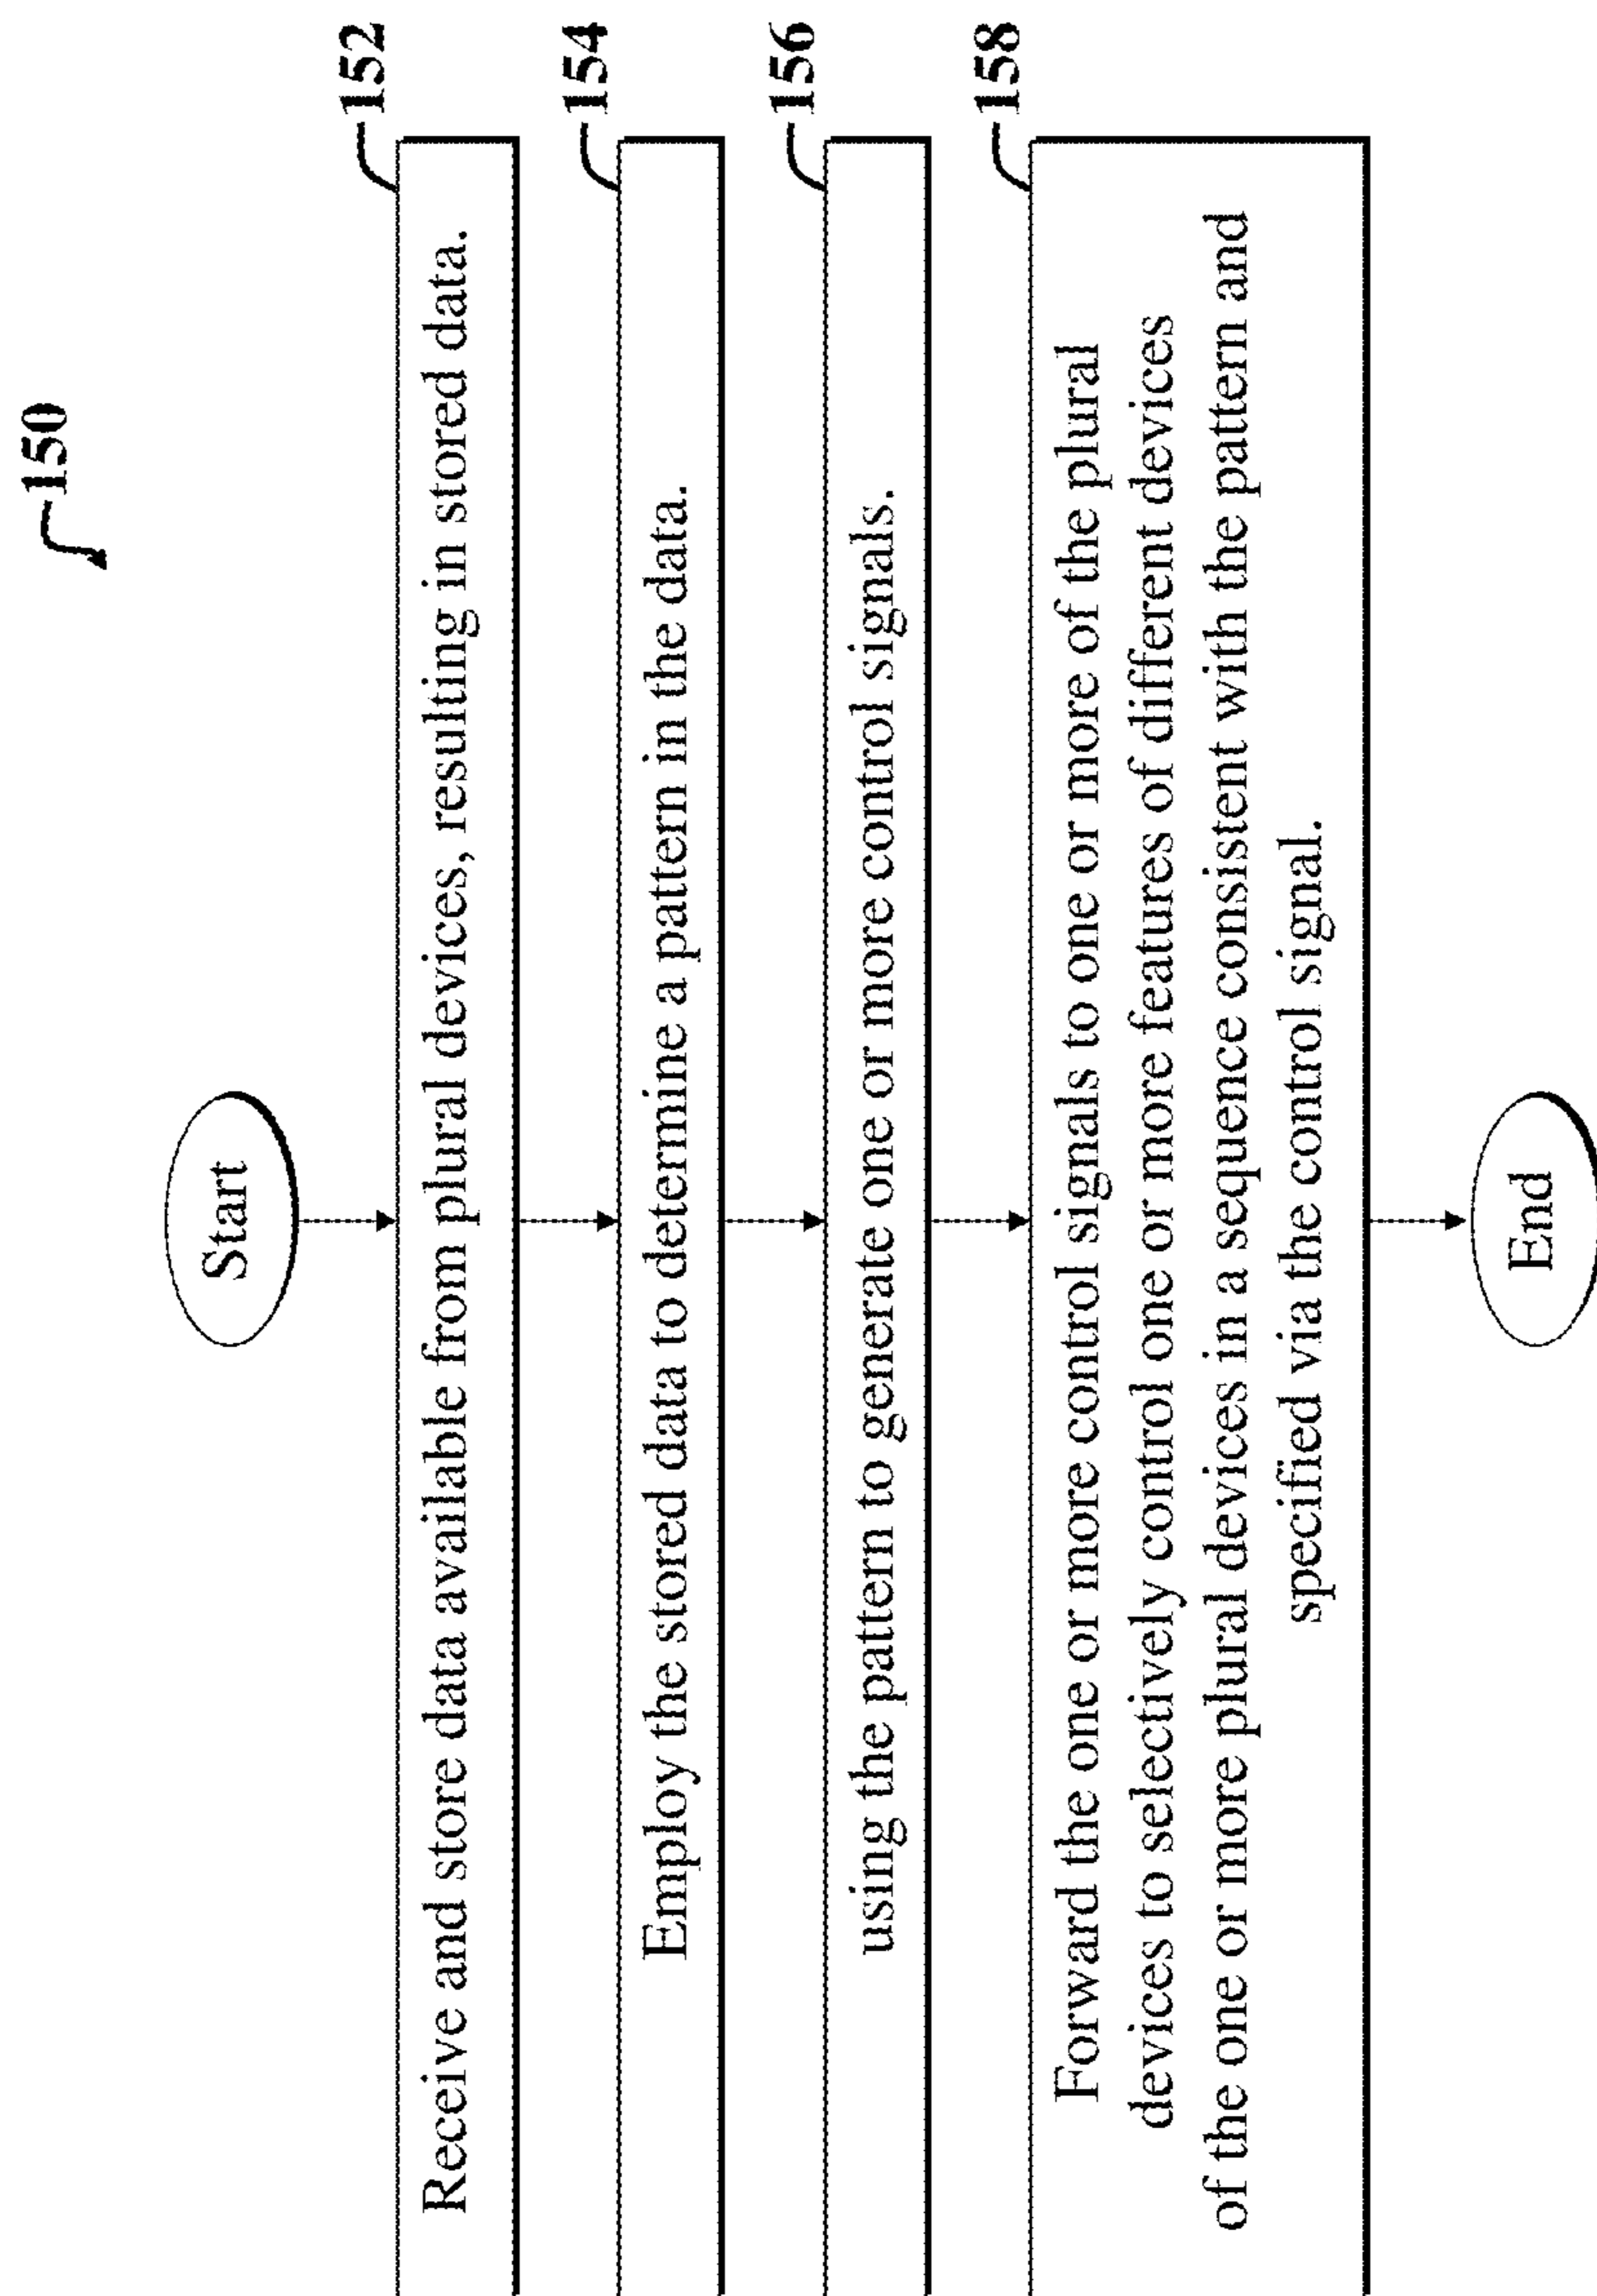 150
Start
152
Receive and store data available from plural devices, resulting in stored data.
154
Employ the stored data to determine a pattern in the data.
156
using the pattern to generate one or more control signals.
158
Forward the one or more control signals to one or more of the plural
devices to selectively control one or more features of different devices
of the one or more plural devices in a sequence consistent with the pattern and
specified via the control signal.
End